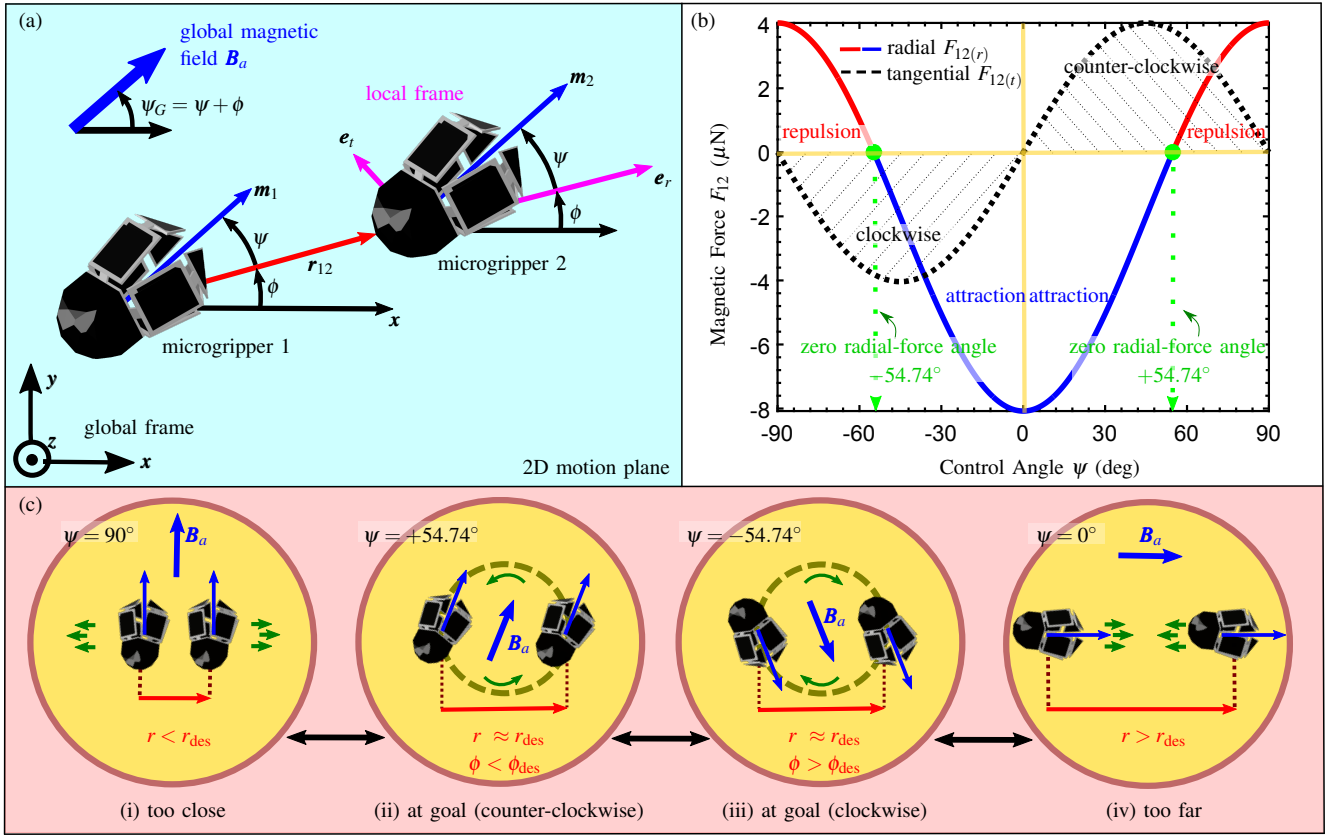 (a)
global magnetic
field B_a
ψ_G = ψ + ϕ
local frame
m_2
e_t
ψ
e_r
ϕ
m_1
ψ
r_12
microgripper 2
ϕ
x
microgripper 1
y
global frame
z
x
2D motion plane
(b)
4
2
0
-2
-4
-6
-8
Magnetic Force F_12 (μN)
radial F_12(r)
tangential F_12(t)
counter-clockwise
repulsion
repulsion
clockwise
attraction attraction
zero radial-force angle
−54.74°
zero radial-force angle
+54.74°
-90 -60 -30 0 30 60 90
Control Angle ψ (deg)
(c)
ψ = 90°
B_a
r < r_des
(i) too close
ψ = +54.74°
B_a
r ≈ r_des
ϕ < ϕ_des
(ii) at goal (counter-clockwise)
ψ = −54.74°
B_a
r ≈ r_des
ϕ > ϕ_des
(iii) at goal (clockwise)
ψ = 0°
B_a
r > r_des
(iv) too far